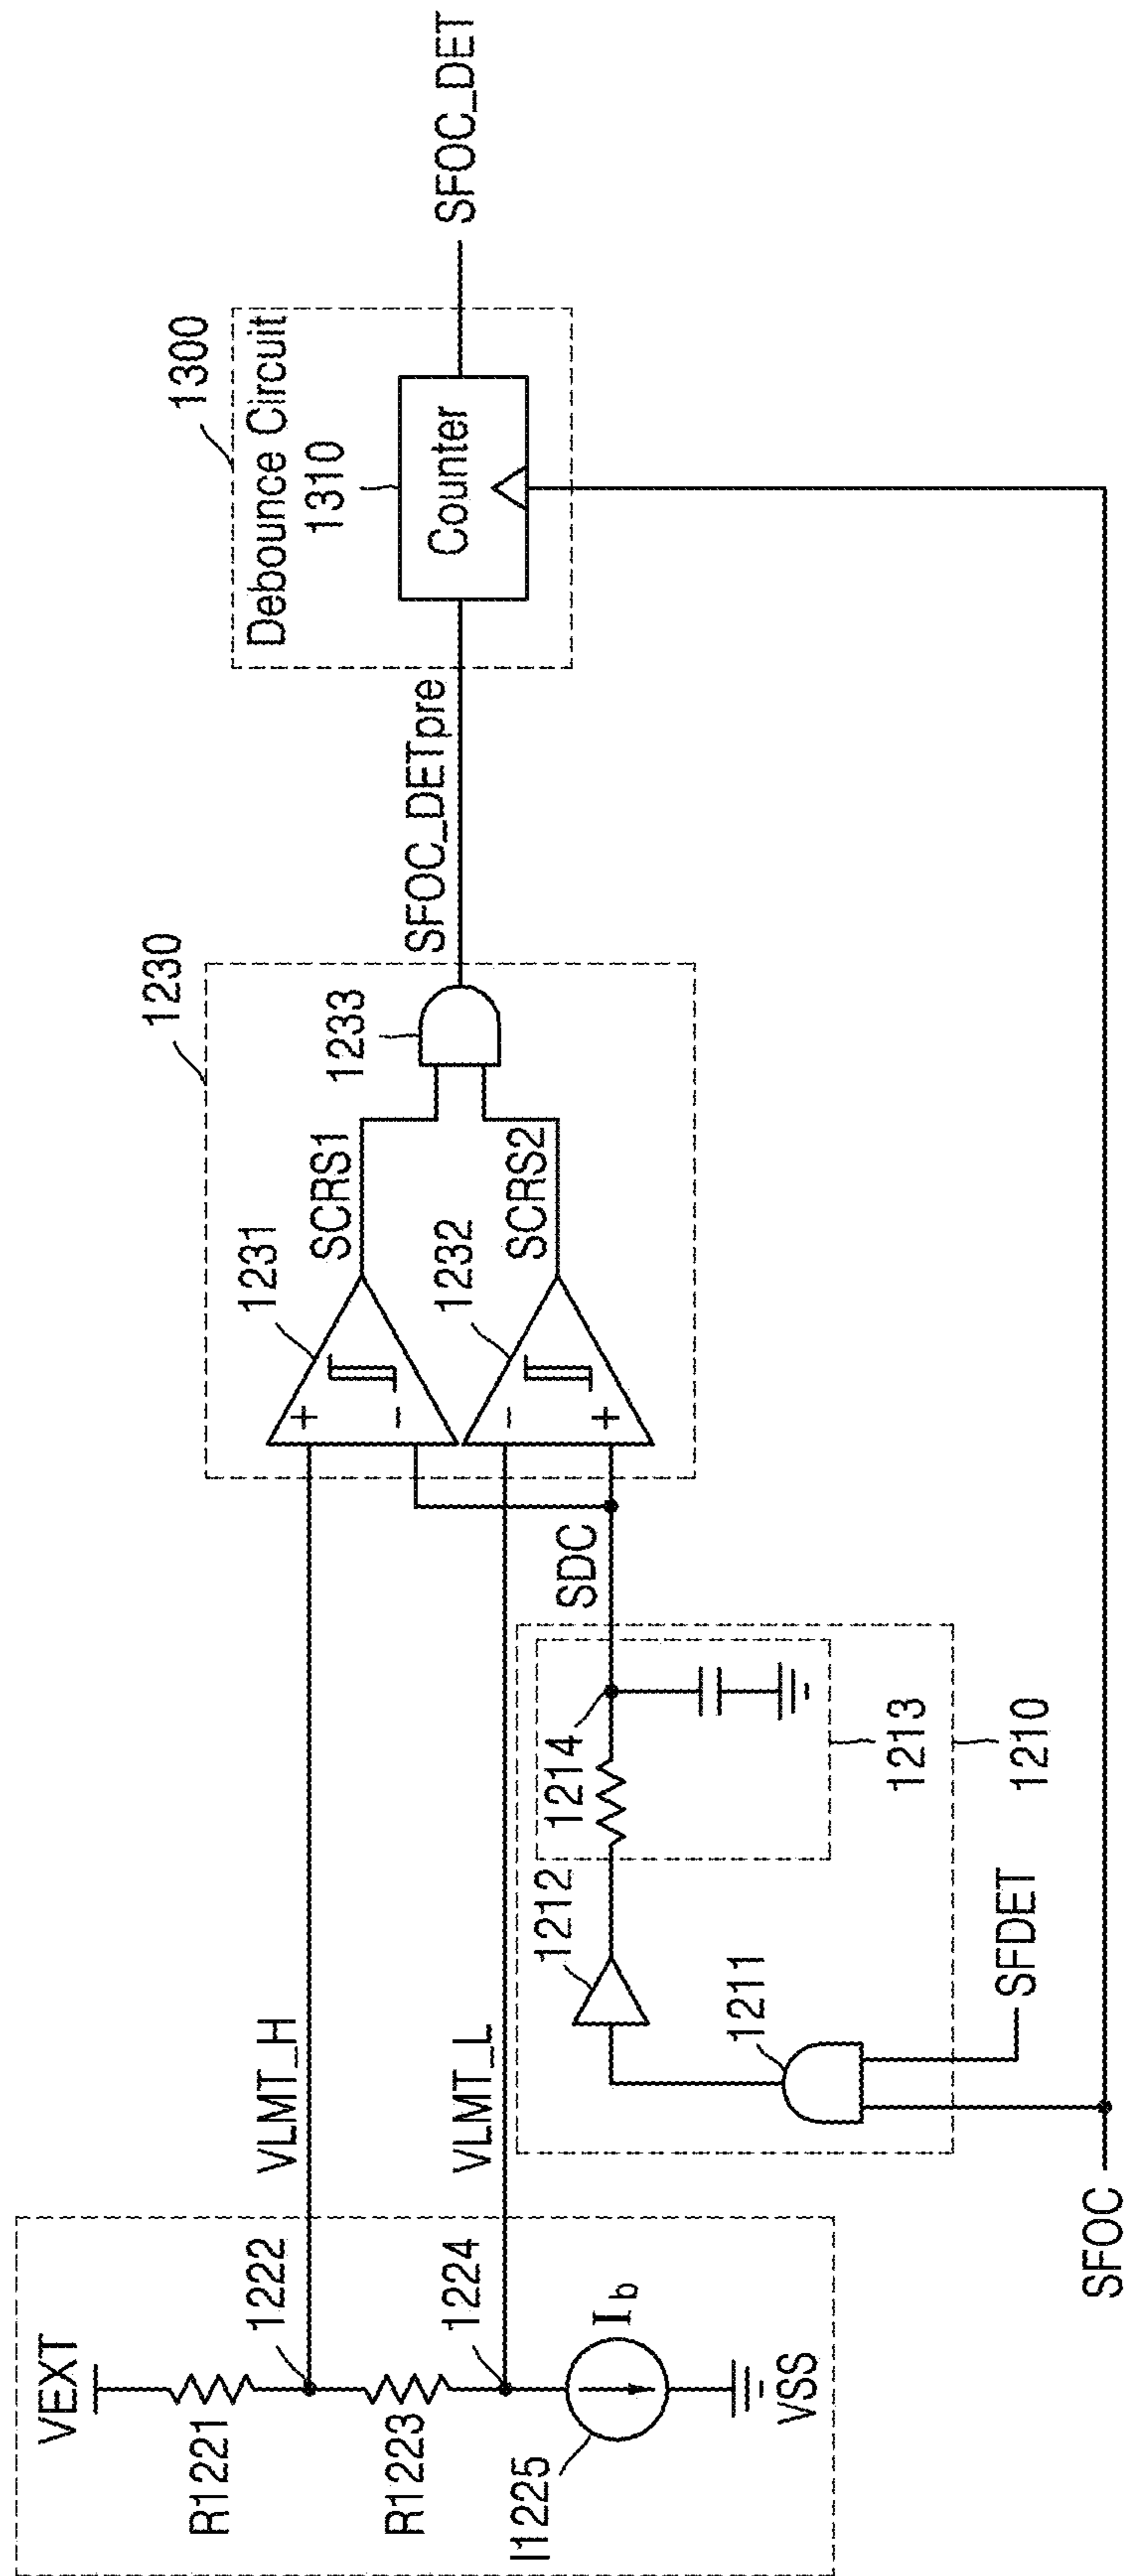 VEXT
R1221
1222
R1223
1224
I1225
I b
VSS
VLMT_H
VLMT_L
SFOC
SFDET
1211
1212
1214
1213
1210
SDC
1230
1231
+
-
1232
-
+
SCRS1
SCRS2
1233
SFOC_DETpre
1300
Debounce Circuit
1310
Counter
SFOC_DET